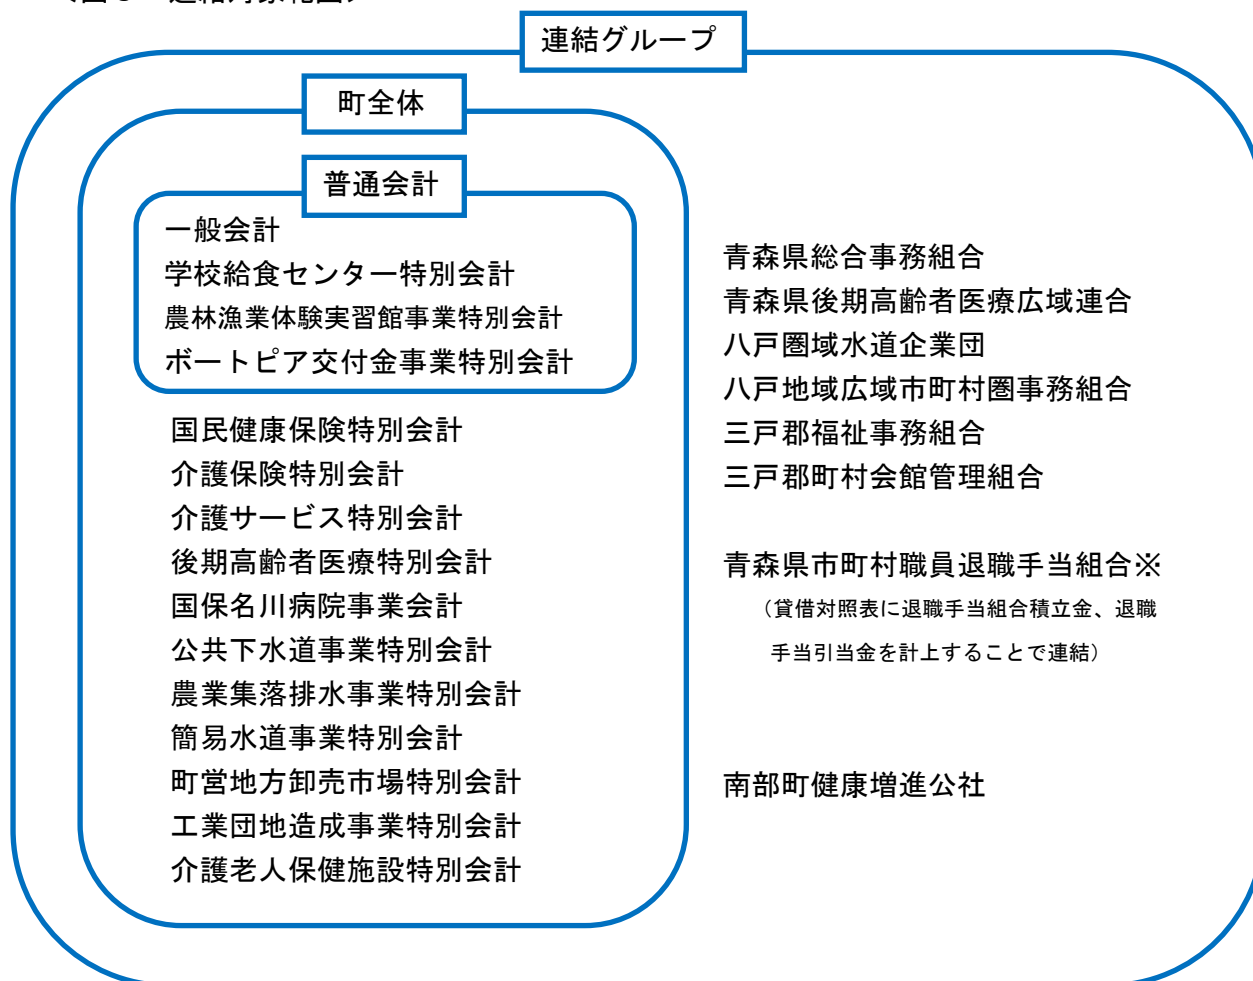 連結グループ
町全体
普通会計
一般会計
学校給食センター特別会計
農林漁業体験実習館事業特別会計
ボートピア交付金事業特別会計
国民健康保険特別会計
介護保険特別会計
介護サービス特別会計
後期高齢者医療特別会計
国保名川病院事業会計
公共下水道事業特別会計
農業集落排水事業特別会計
簡易水道事業特別会計
町営地方卸売市場特別会計
工業団地造成事業特別会計
介護老人保健施設特別会計
青森県総合事務組合
青森県後期高齢者医療広域連合
八戸圏域水道企業団
八戸地域広域市町村圏事務組合
三戸郡福祉事務組合
三戸郡町村会館管理組合
青森県市町村職員退職手当組合※
（貸借対照表に退職手当組合積立金、退職
手当引当金を計上することで連結）
南部町健康増進公社